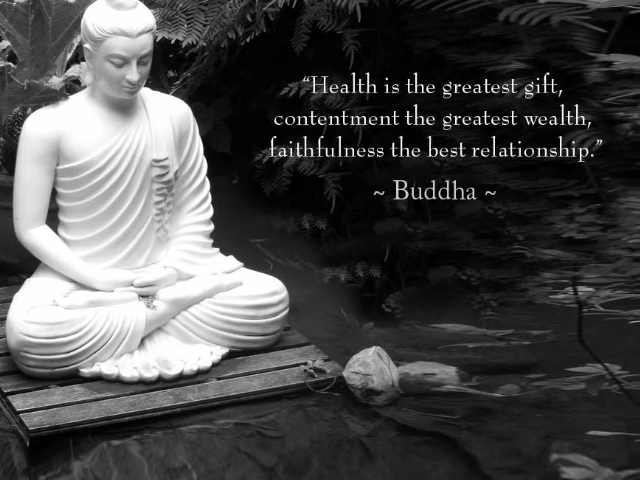 “Health is the greatest gift,
contentment the greatest wealth,
faithfulness the best relationship.”
~ Buddha ~